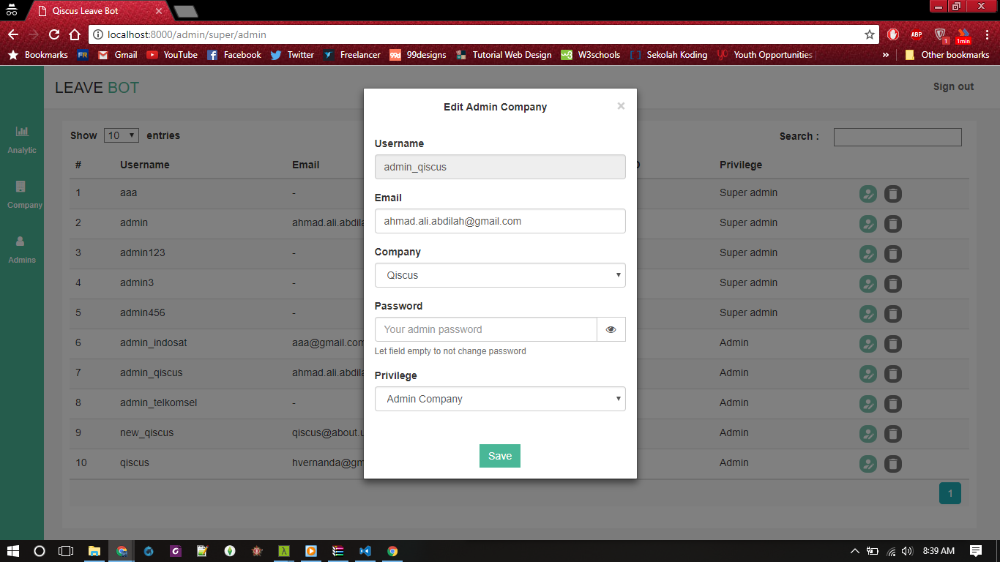 Qiscus Leave Bot
localhost:8000/admin/super/admin
ABP
1
1min
Bookmarks FR Gmail YouTube Facebook Twitter Freelancer 99d 99designs Tutorial Web Design W3schools Sekolah Koding Youth Opportunities » Other bookmarks
LEAVE BOT
Sign out
Analytic
Company
Admins
Show 10 entries
Search :
# Username Email Privilege
1 aaa - Super admin
2 admin ahmad.ali.abdila Super admin
3 admin123 - Super admin
4 admin3 - Super admin
5 admin456 - Super admin
6 admin_indosat aaa@gmail.com Admin
7 admin_qiscus ahmad.ali.abdila Admin
8 admin_telkomsel - Admin
9 new_qiscus qiscus@about.u Admin
10 qiscus hvernanda@gm Admin
1
Edit Admin Company ×
Username
admin_qiscus
Email
ahmad.ali.abdilah@gmail.com
Company
Qiscus
Password
Your admin password
Let field empty to not change password
Privilege
Admin Company
Save
8:39 AM